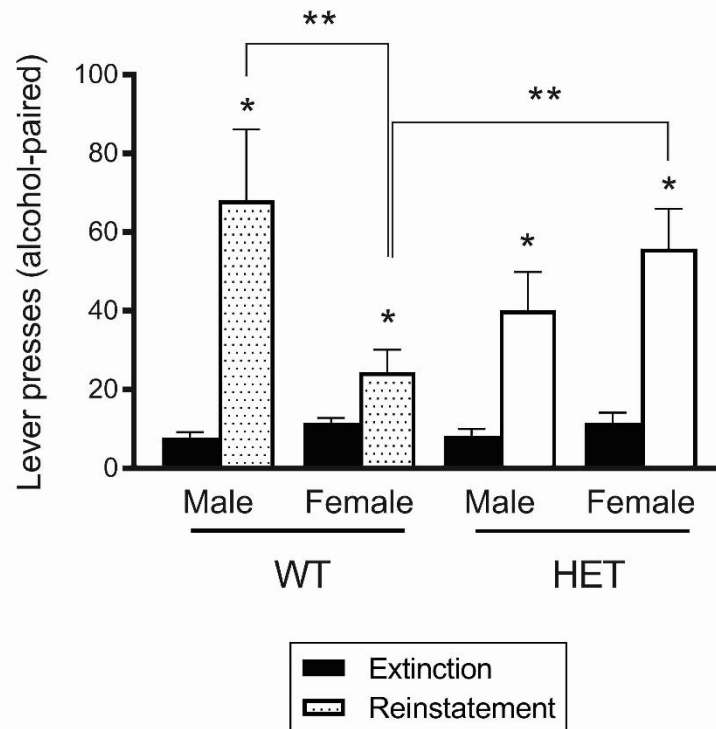 **
100
*
**
80
*
60
*
40
*
20
0
Lever presses (alcohol-paired)
Male Female Male Female
WT HET
Extinction
Reinstatement